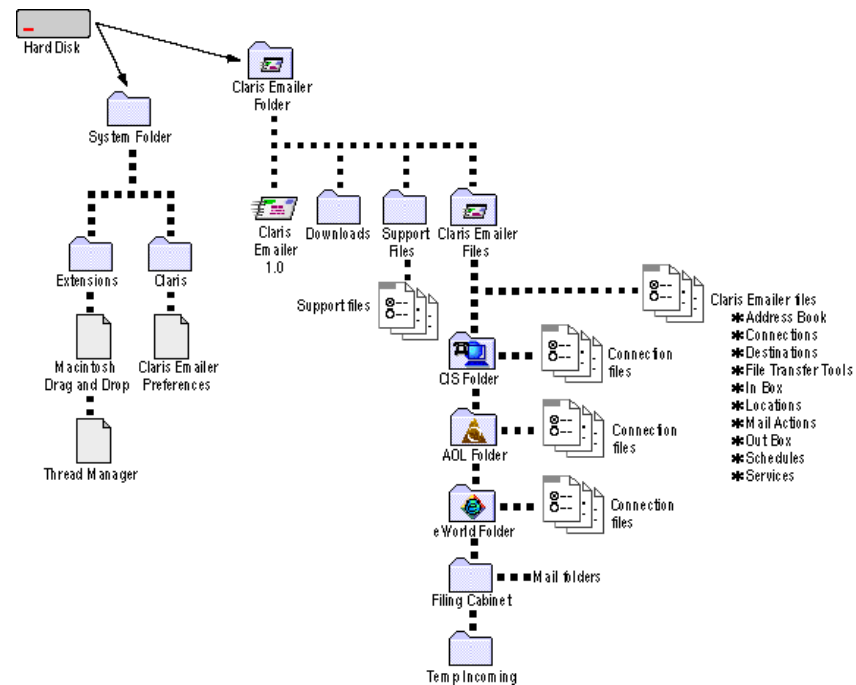 Hard Disk
Claris Emailer
Folder
System Folder
Claris
Emailer
1.0
Downloads
Support
Files
Claris Emailer
Files
Extensions
Claris
Support files
Claris Emailer files
✱Address Book
✱Connections
✱Destinations
✱File Transfer Tools
✱In Box
✱Locations
✱Mail Actions
✱Out Box
✱Schedules
✱Services
Macintosh
Drag and Drop
Claris Emailer
Preferences
CIS Folder
Connection
files
Thread Manager
AOL Folder
Connection
files
eWorld Folder
Connection
files
Filing Cabinet
Mail folders
Temp Incoming